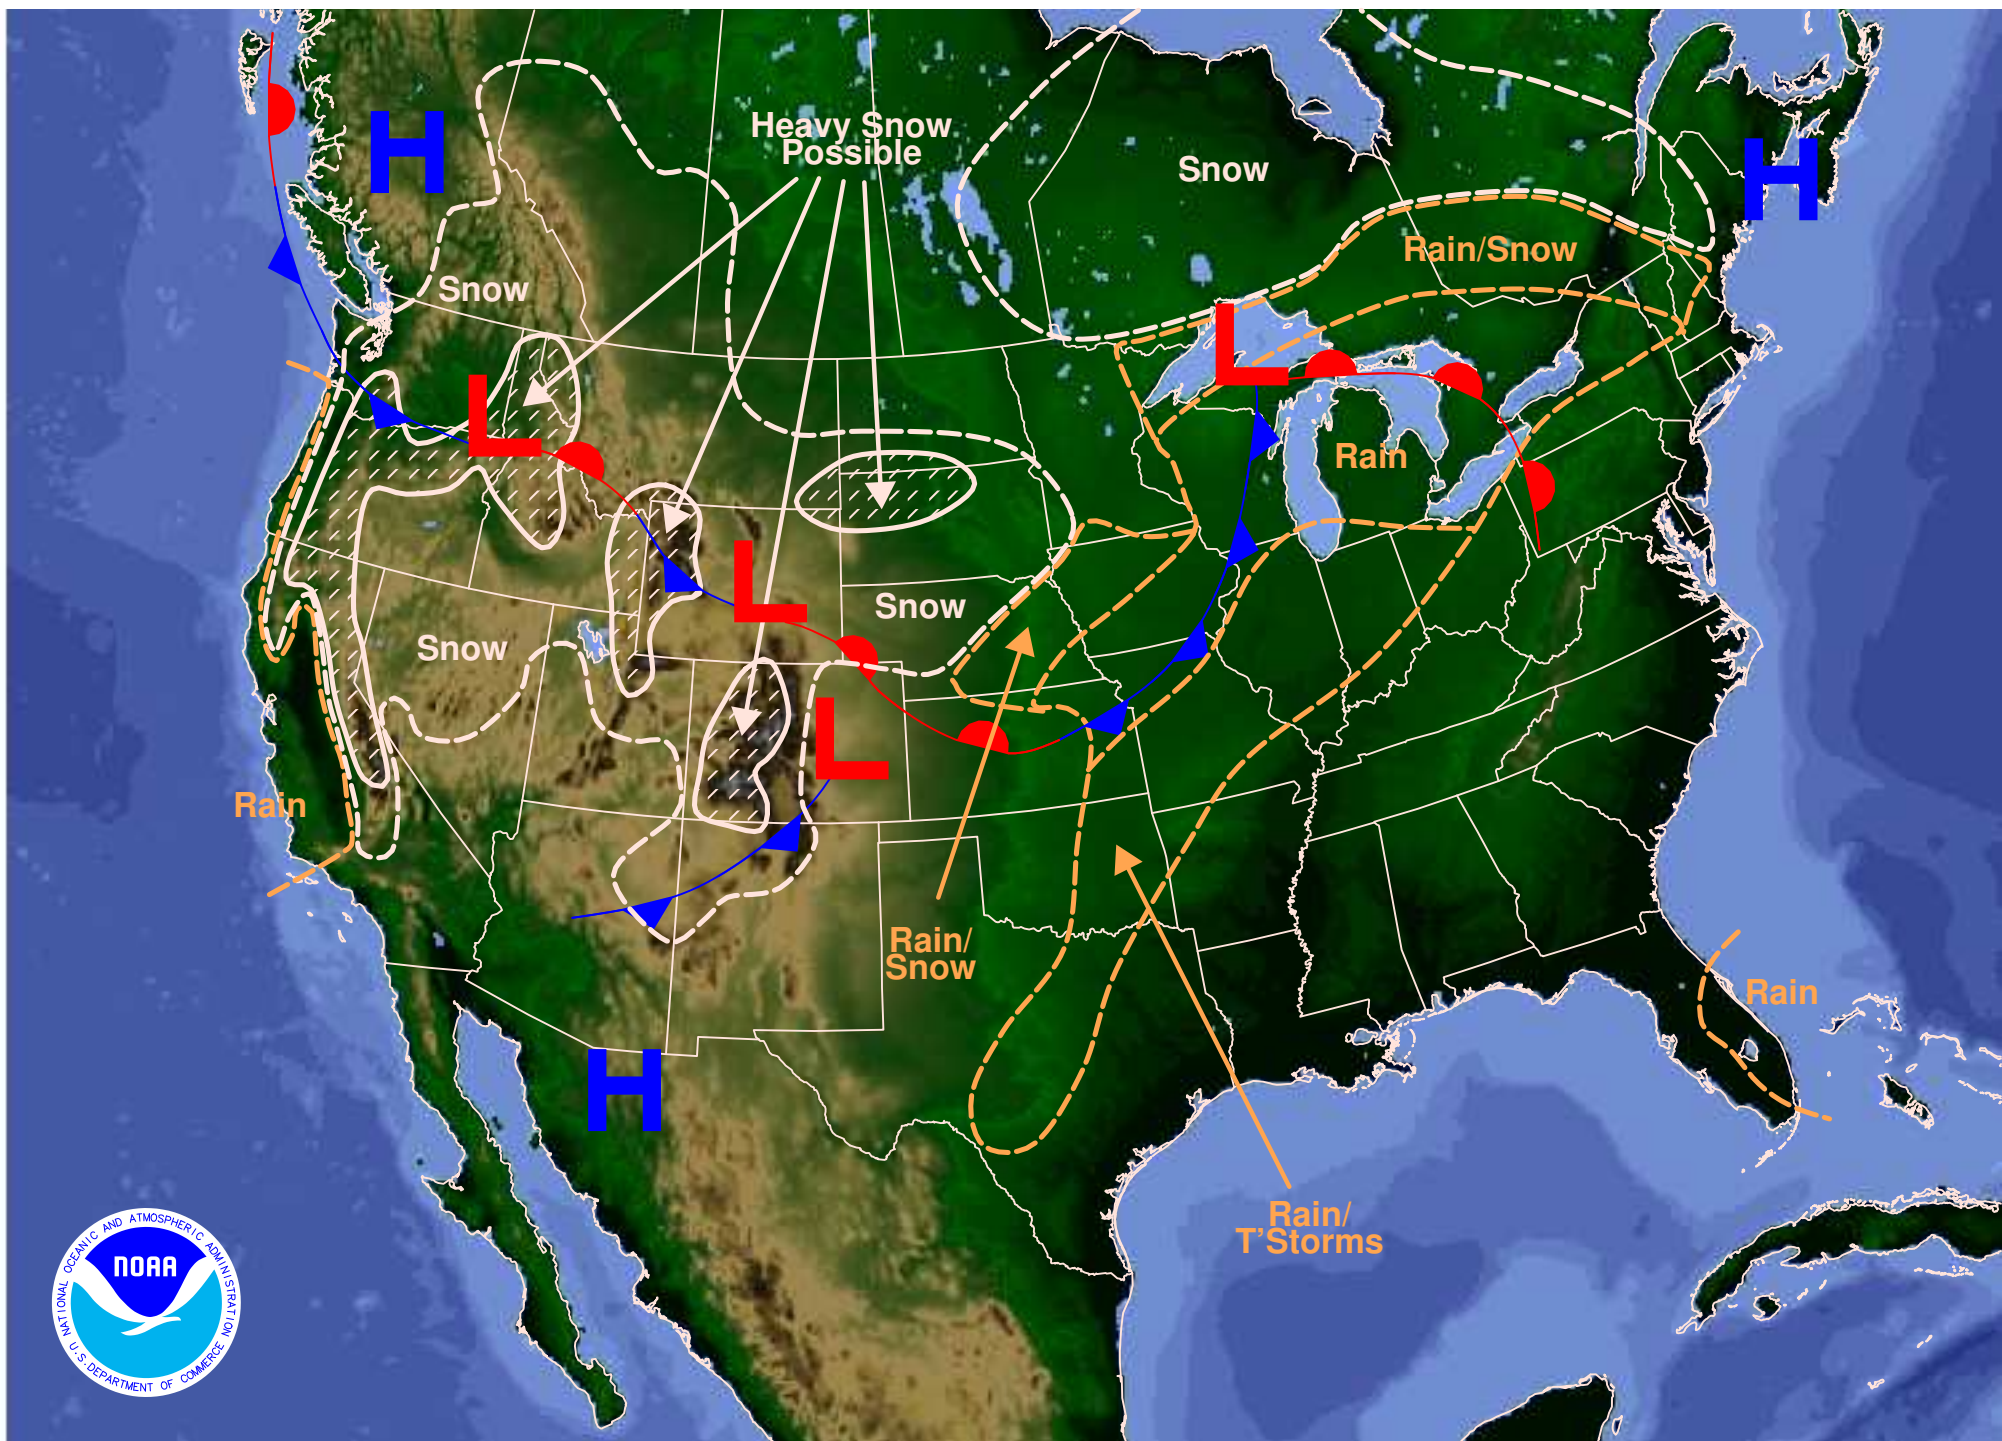 Heavy Snow
Possible
H
H
Snow
Rain/Snow
Snow
L
L
Rain
L
Snow
Snow
L
Rain
Rain/
Snow
Rain
H
Rain/
T'Storms
NATIONAL OCEANIC AND ATMOSPHERIC ADMINISTRATION
NOAA
U.S. DEPARTMENT OF COMMERCE